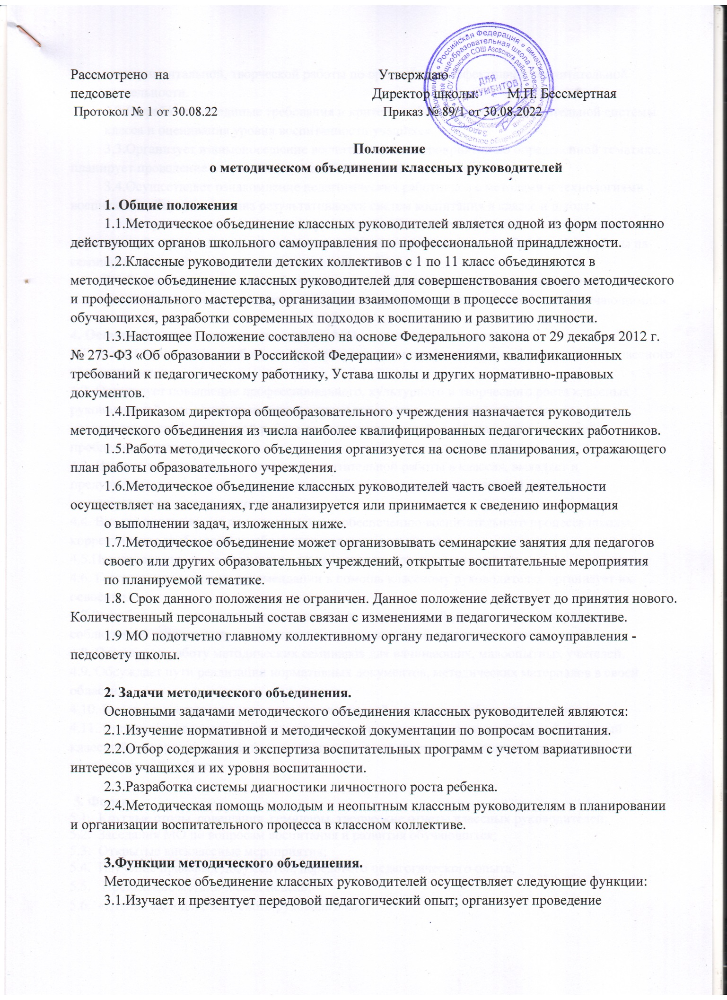 Рассмотрено на Утверждаю
педсовете Директор школы: М.П. Бессмертная
Протокол № 1 от 30.08.22 Приказ № 89/1 от 30.08.2022
Российская Федерация
общеобразовательная школа Азовского
Задонская СОШ Азовского района
ДЛЯ
ДОКУМЕНТОВ
Положение
о методическом объединении классных руководителей
1. Общие положения
1.1.Методическое объединение классных руководителей является одной из форм постоянно
действующих органов школьного самоуправления по профессиональной принадлежности.
1.2.Классные руководители детских коллективов с 1 по 11 класс объединяются в
методическое объединение классных руководителей для совершенствования своего методического
и профессионального мастерства, организации взаимопомощи в процессе воспитания
обучающихся, разработки современных подходов к воспитанию и развитию личности.
1.3.Настоящее Положение составлено на основе Федерального закона от 29 декабря 2012 г.
№ 273-ФЗ «Об образовании в Российской Федерации» с изменениями, квалификационных
требований к педагогическому работнику, Устава школы и других нормативно-правовых
документов.
1.4.Приказом директора общеобразовательного учреждения назначается руководитель
методического объединения из числа наиболее квалифицированных педагогических работников.
1.5.Работа методического объединения организуется на основе планирования, отражающего
план работы образовательного учреждения.
1.6.Методическое объединение классных руководителей часть своей деятельности
осуществляет на заседаниях, где анализируется или принимается к сведению информация
о выполнении задач, изложенных ниже.
1.7.Методическое объединение может организовывать семинарские занятия для педагогов
своего или других образовательных учреждений, открытые воспитательные мероприятия
по планируемой тематике.
1.8. Срок данного положения не ограничен. Данное положение действует до принятия нового.
Количественный персональный состав связан с изменениями в педагогическом коллективе.
1.9 МО подотчетно главному коллективному органу педагогического самоуправления -
педсовету школы.
2. Задачи методического объединения.
Основными задачами методического объединения классных руководителей являются:
2.1.Изучение нормативной и методической документации по вопросам воспитания.
2.2.Отбор содержания и экспертиза воспитательных программ с учетом вариативности
интересов учащихся и их уровня воспитанности.
2.3.Разработка системы диагностики личностного роста ребенка.
2.4.Методическая помощь молодым и неопытным классным руководителям в планировании
и организации воспитательного процесса в классном коллективе.
3.Функции методического объединения.
Методическое объединение классных руководителей осуществляет следующие функции:
3.1.Изучает и презентует передовой педагогический опыт; организует проведение